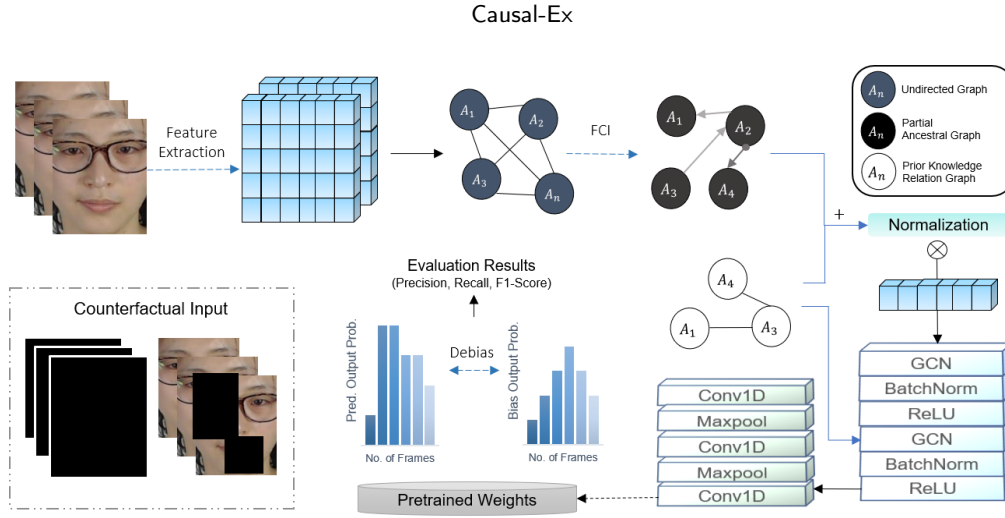 Causal-Ex
Feature
Extraction
A1
A2
A3
An
FCI
A1
A2
A3
A4
An
Undirected Graph
An
Partial
Ancestral Graph
An
Prior Knowledge
Relation Graph
+
Normalization
Counterfactual Input
Evaluation Results
(Precision, Recall, F1-Score)
Pred. Output Prob.
No. of Frames
Debias
Bias Output Prob.
No. of Frames
A4
A1
A3
Conv1D
Maxpool
Conv1D
Maxpool
Conv1D
GCN
BatchNorm
ReLU
GCN
BatchNorm
ReLU
Pretrained Weights